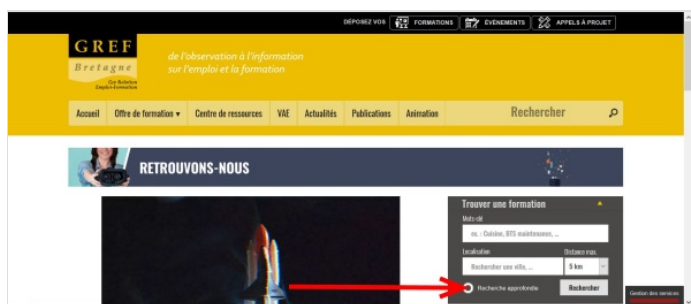 DÉPOSEZ VOS FORMATIONS ÉVÉNEMENTS APPELS À PROJET
GREF
Bretagne
de l'observation à l'information
sur l'emploi et la formation
Accueil Offre de formation ▾ Centre de ressources VAE Actualités Publications Animation Rechercher
RETROUVONS-NOUS
Trouver une formation
Mots-clé
ex. : Cuisine, BTS maintenance, ...
Localisation Distance max.
Rechercher une ville, ... 5 km
Recherche approfondie Rechercher
Gestion des services